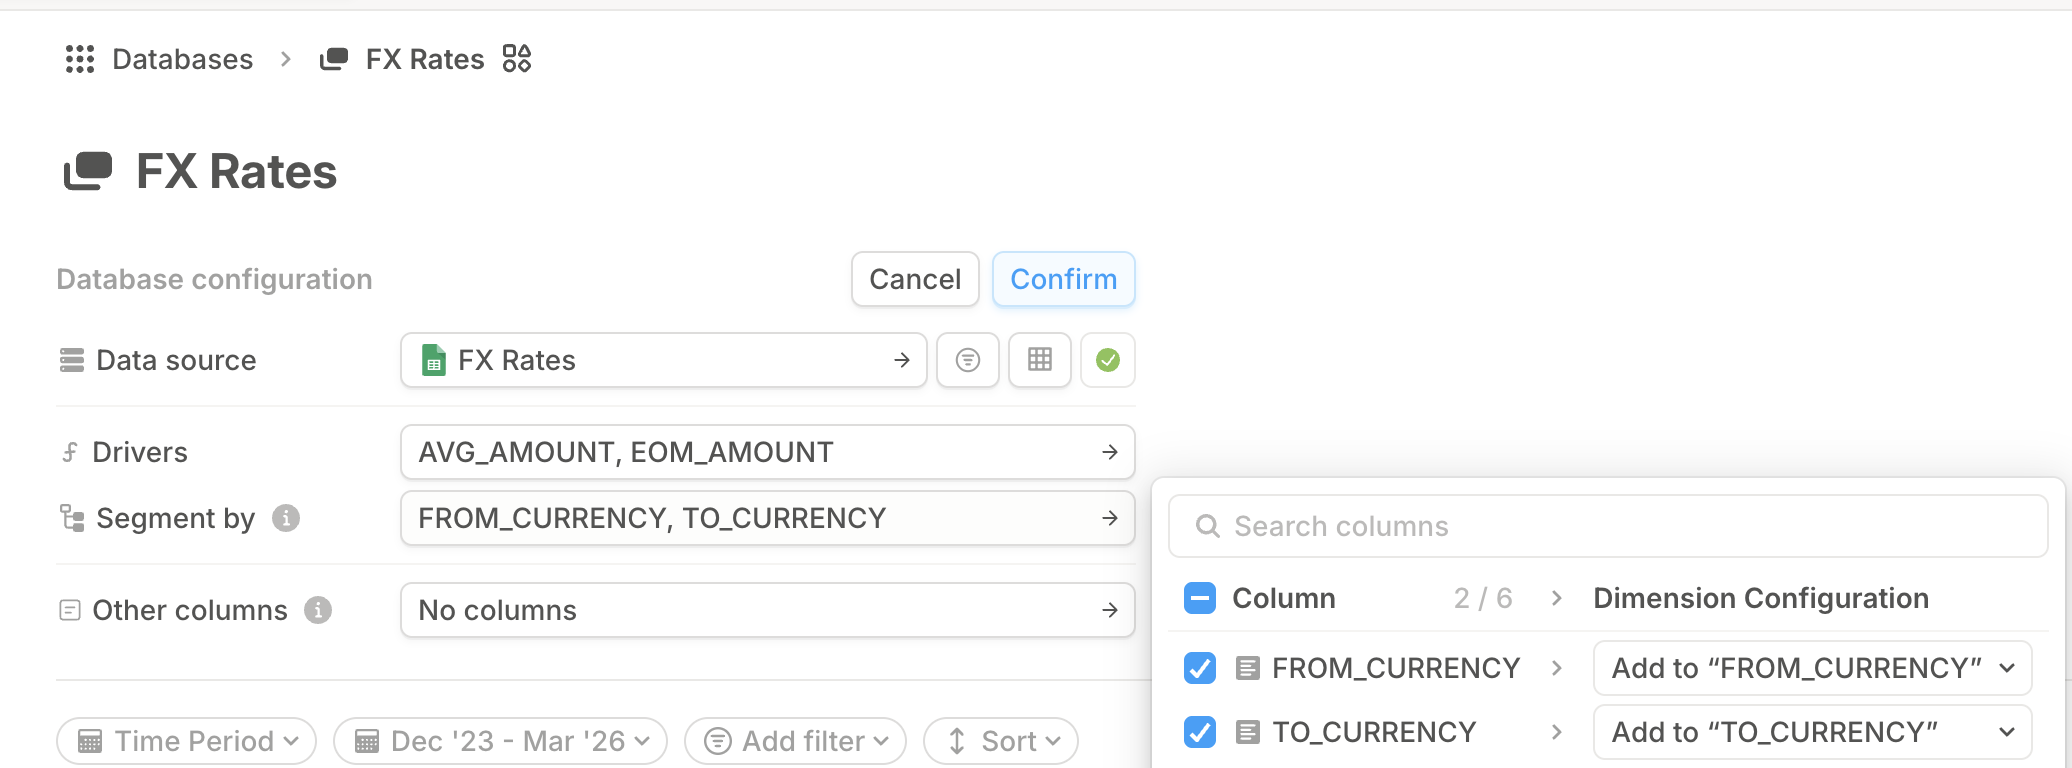 Databases > FX Rates
FX Rates
Database configuration
Cancel
Confirm
Data source
FX Rates
Drivers
AVG_AMOUNT, EOM_AMOUNT
Segment by
FROM_CURRENCY, TO_CURRENCY
Other columns
No columns
Time Period
Dec '23 - Mar '26
Add filter
Sort
Search columns
Column 2 / 6 > Dimension Configuration
FROM_CURRENCY > Add to “FROM_CURRENCY”
TO_CURRENCY > Add to “TO_CURRENCY”